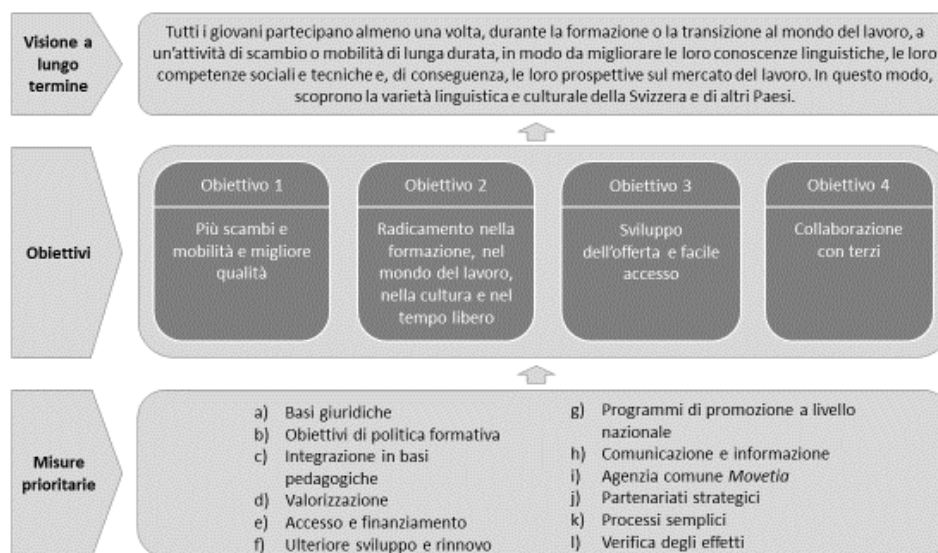 Visione a
lungo
termine
Tutti i giovani partecipano almeno una volta, durante la formazione o la transizione al mondo del lavoro, a
un'attività di scambio o mobilità di lunga durata, in modo da migliorare le loro conoscenze linguistiche, le loro
competenze sociali e tecniche e, di conseguenza, le loro prospettive sul mercato del lavoro. In questo modo,
scoprono la varietà linguistica e culturale della Svizzera e di altri Paesi.
Obiettivi
Obiettivo 1
Più scambi e
mobilità e migliore
qualità
Obiettivo 2
Radicamento nella
formazione, nel
mondo del lavoro,
nella cultura e nel
tempo libero
Obiettivo 3
Sviluppo
dell'offerta e facile
accesso
Obiettivo 4
Collaborazione
con terzi
Misure
prioritarie
a) Basi giuridiche
b) Obiettivi di politica formativa
c) Integrazione in basi
pedagogiche
d) Valorizzazione
e) Accesso e finanziamento
f) Ulteriore sviluppo e rinnovo
g) Programmi di promozione a livello
nazionale
h) Comunicazione e informazione
i) Agenzia comune Movetia
j) Partenariati strategici
k) Processi semplici
l) Verifica degli effetti